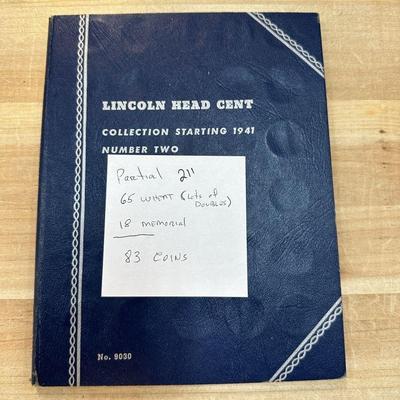 LINCOLN HEAD CENT
COLLECTION STARTING 1941
NUMBER TWO
Partial 211
65 WHEAT (Lots of DOUBLES)
18 MEMORIAL
83 COINS
No. 9030